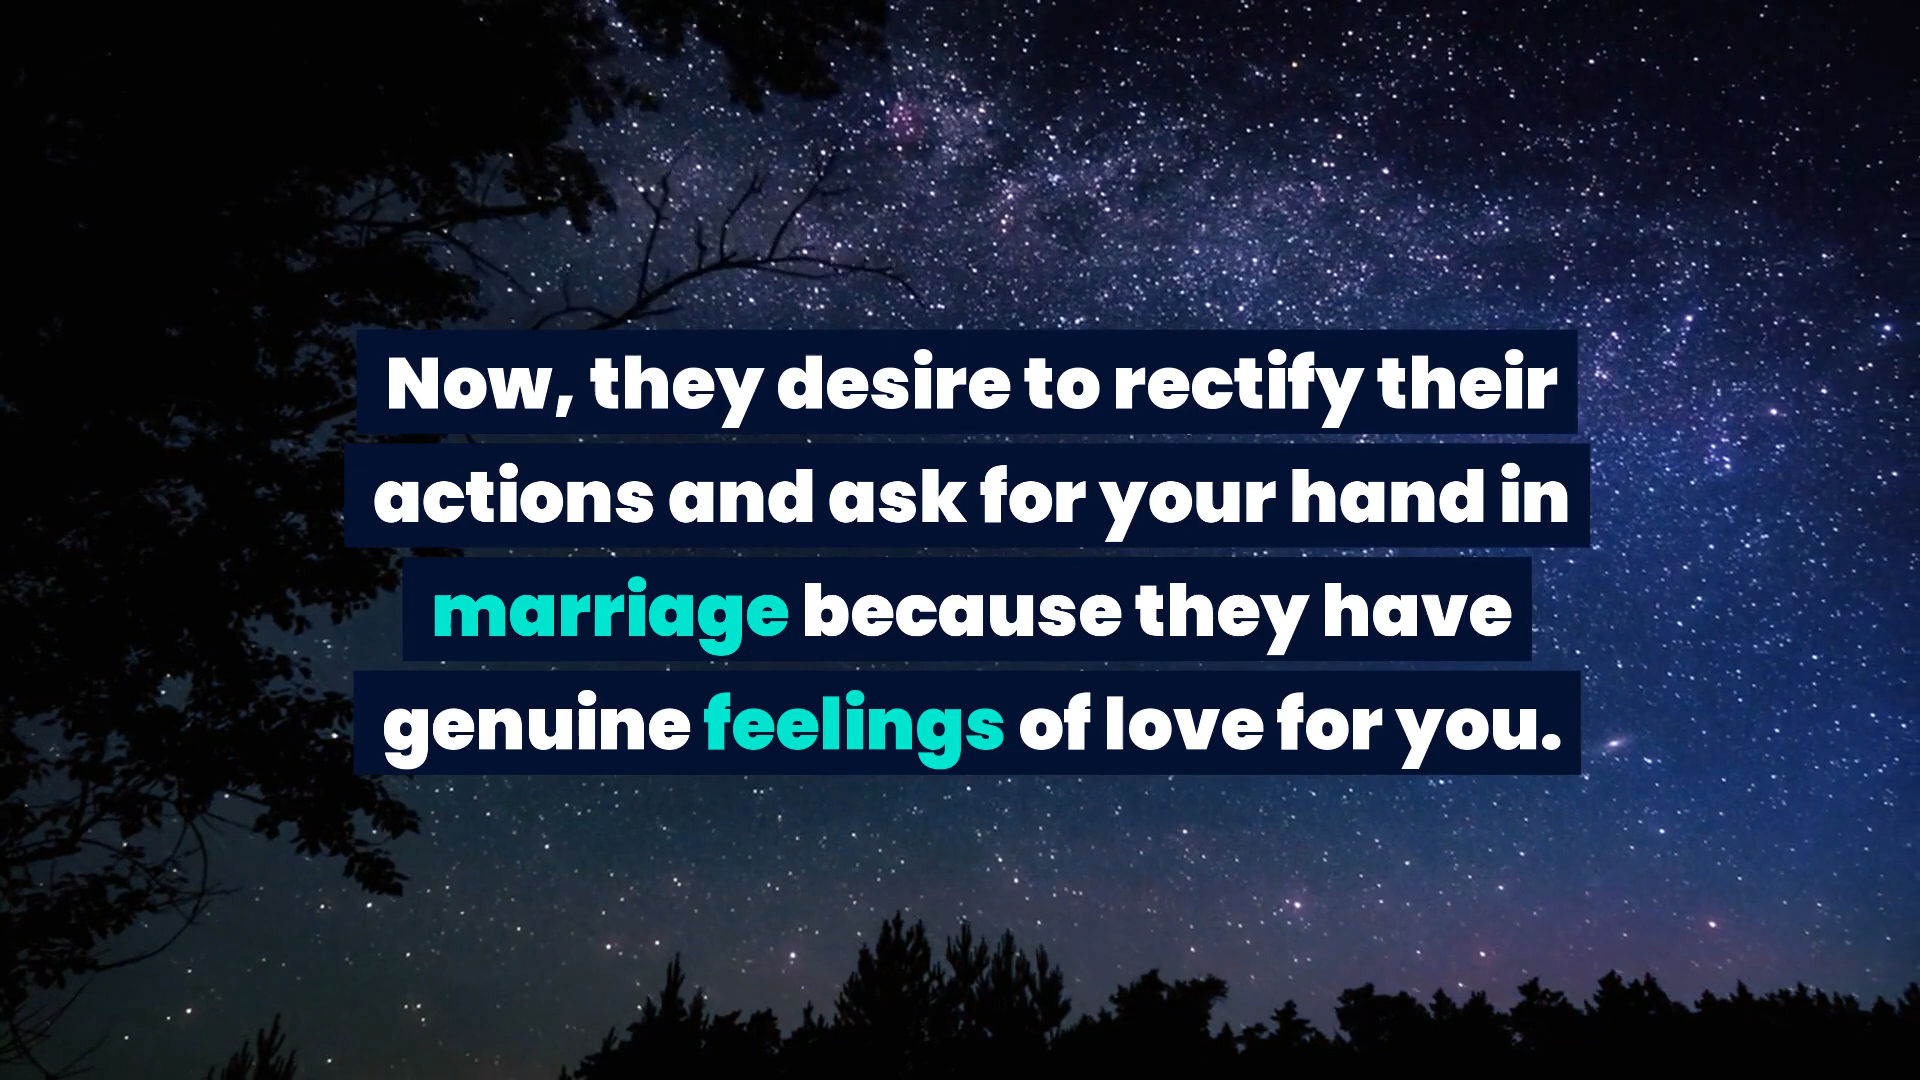 Now, they desire to rectify their
actions and ask for your hand in
marriage because they have
genuine feelings of love for you.